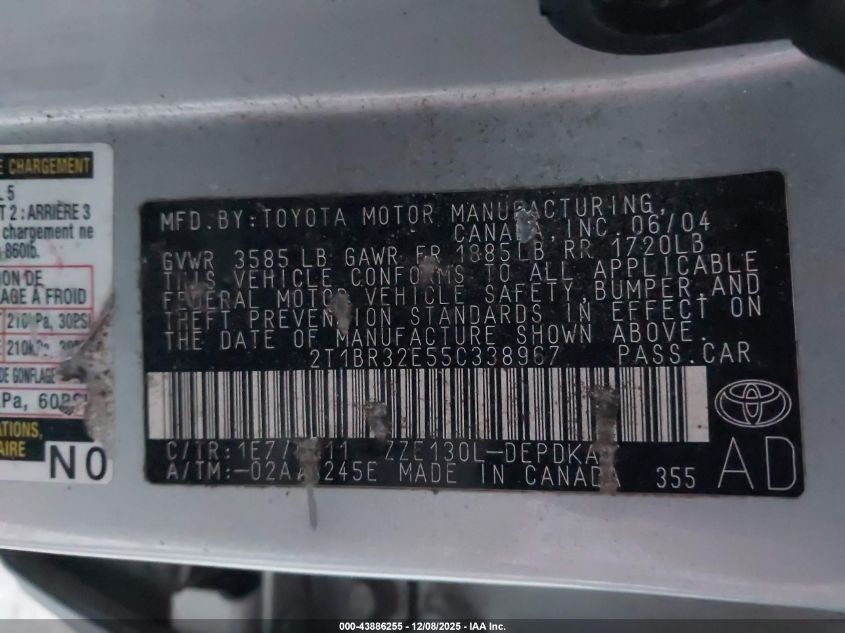 E CHARGEMENT
L 5
T 2 : ARRIÈRE 3
chargement ne
860lb.
ION DE
LAGE À FROID
210kPa, 30PSI
210kPa,
DE GONFLAGE
kPa, 60PSI
ATIONS,
AIRE
NO
MFD.BY:TOYOTA MOTOR MANUFACTURING,
CANADA, INC. 06/04
GVWR 3585 LB GAWR FR 1885LB RR 1720LB
THIS VEHICLE CONFORMS TO ALL APPLICABLE
FEDERAL MOTOR VEHICLE SAFETY,BUMPER,AND
THEFT PREVENTION STANDARDS IN EFFECT ON
THE DATE OF MANUFACTURE SHOWN ABOVE.
2T1BR32E55C338967 PASS.CAR
C/TR:1E7/ 11 ZZE130L-DEPDKA
A/TM:-02A/ 245E MADE IN CANADA 355
AD
000-43886255 - 12/08/2025 - IAA Inc.